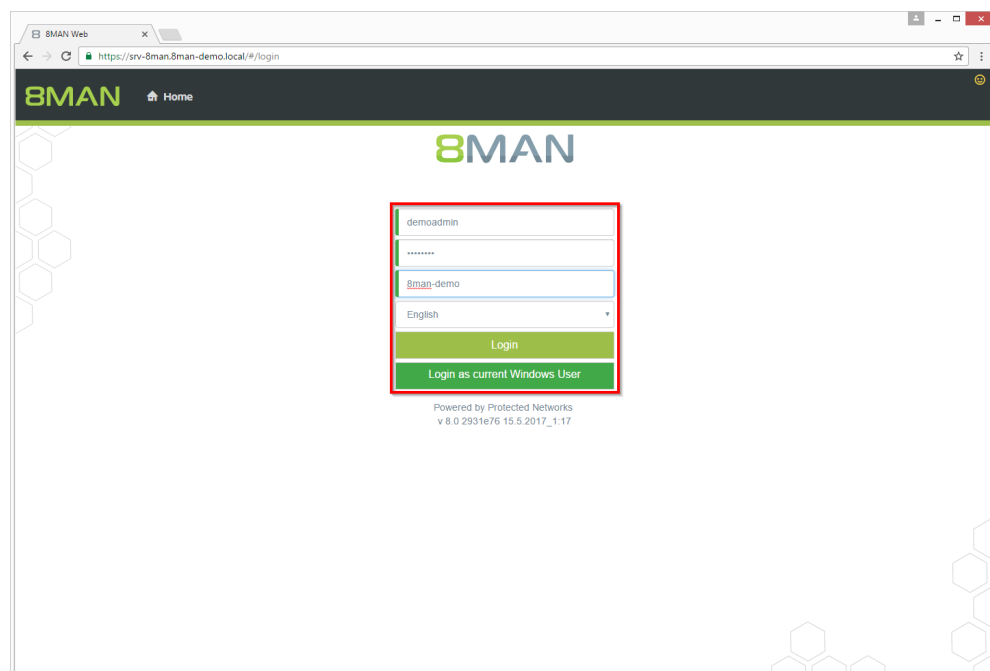 8MAN Web
https://srv-8man.8man-demo.local/#/login
8MAN Home
8MAN
demoadmin
········
8man-demo
English
Login
Login as current Windows User
Powered by Protected Networks
v 8.0 2931e76 15.5.2017_1:17